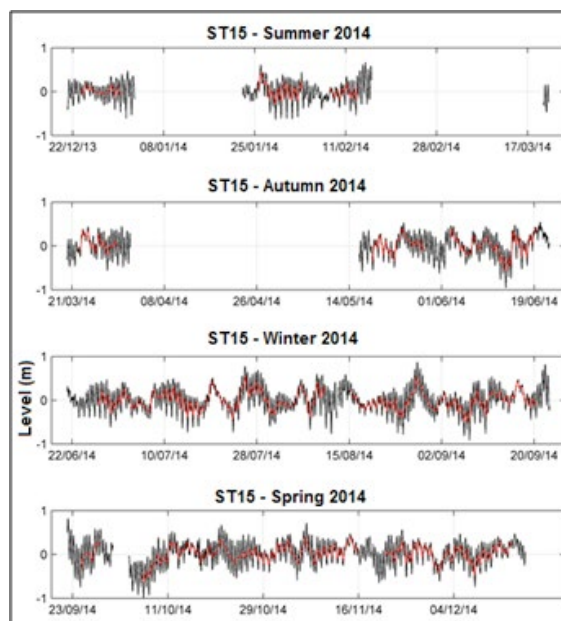 ST15 - Summer 2014
1
0
-1
22/12/13 08/01/14 25/01/14 11/02/14 28/02/14 17/03/14
ST15 - Autumn 2014
1
0
-1
21/03/14 08/04/14 26/04/14 14/05/14 01/06/14 19/06/14
ST15 - Winter 2014
1
0
-1
22/06/14 10/07/14 28/07/14 15/08/14 02/09/14 20/09/14
Level (m)
ST15 - Spring 2014
1
0
-1
23/09/14 11/10/14 29/10/14 16/11/14 04/12/14